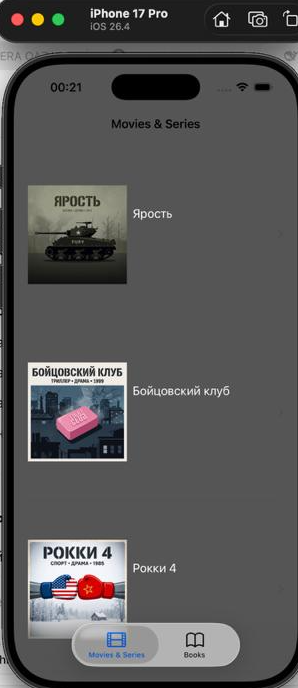 iPhone 17 Pro
iOS 26.4
00:21
Movies & Series
ЯРОСТЬ
FURY
Ярость
БОЙЦОВСКИЙ КЛУБ
ТРИЛЛЕР • ДРАМА • 1999
Бойцовский клуб
РОККИ 4
СПОРТ • ДРАМА • 1985
Рокки 4
Movies & Series
Books